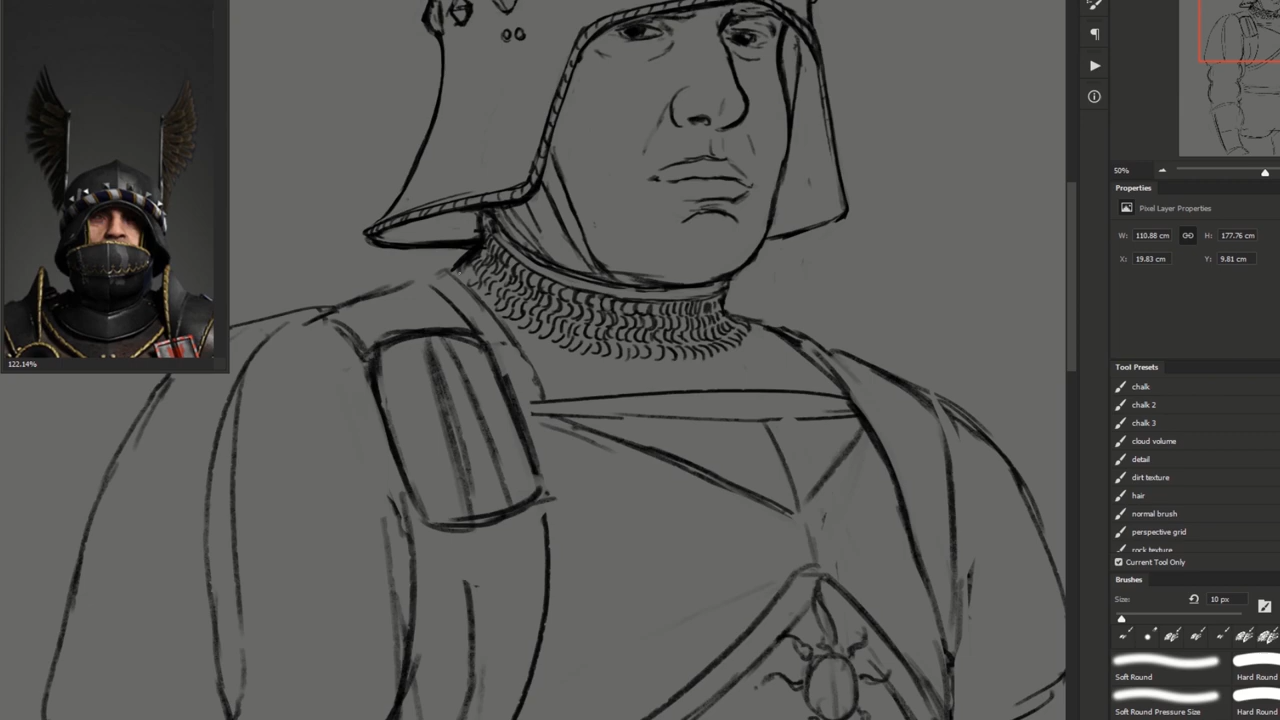 122.14%
50%
Properties
Pixel Layer Properties
W: 110.88 cm H: 177.76 cm
X: 19.83 cm Y: 9.81 cm
Tool Presets
chalk
chalk 2
chalk 3
cloud volume
detail
dirt texture
hair
normal brush
perspective grid
rock texture
Current Tool Only
Brushes
Size: 10 px
Soft Round Hard Round
Soft Round Pressure Size Hard Round